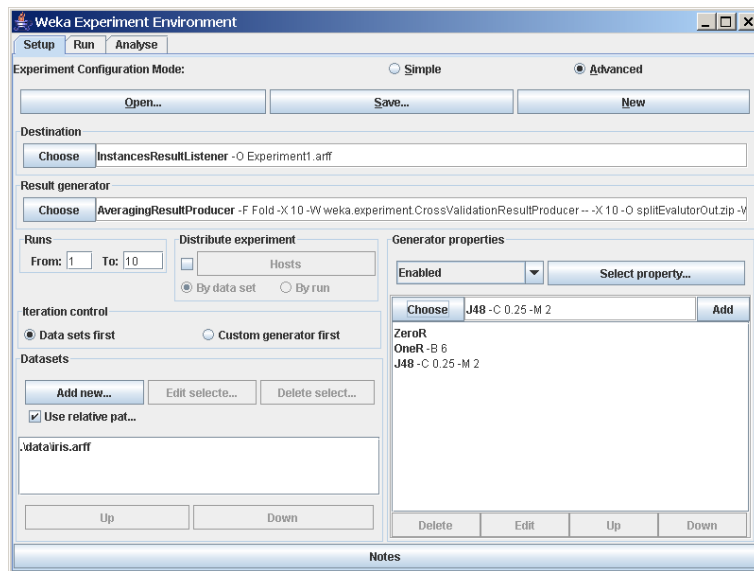 Weka Experiment Environment
Setup Run Analyse
Experiment Configuration Mode: Simple Advanced
Open... Save... New
Destination
Choose InstancesResultListener -O Experiment1.arff
Result generator
Choose AveragingResultProducer -F Fold -X 10 -W weka.experiment.CrossValidationResultProducer -- -X 10 -O splitEvalutorOut.zip -W
Runs
From: 1 To: 10
Distribute experiment
Hosts
By data set By run
Generator properties
Enabled Select property...
Iteration control
Data sets first Custom generator first
Choose J48 -C 0.25 -M 2 Add
ZeroR
OneR -B 6
J48 -C 0.25 -M 2
Datasets
Add new... Edit selecte... Delete select...
Use relative pat...
.\data\iris.arff
Up Down
Delete Edit Up Down
Notes